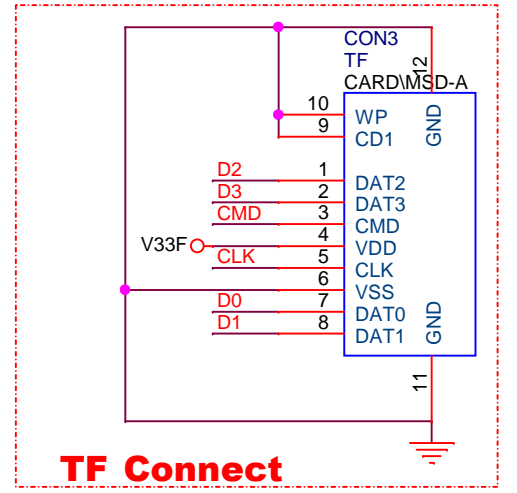 CON3
TF
CARD\MSD-A
12
GND
10 WP
9 CD1
D2 1 DAT2
D3 2 DAT3
CMD 3 CMD
V33F 4 VDD
CLK 5 CLK
6 VSS
D0 7 DAT0
D1 8 DAT1
GND
11
TF Connect